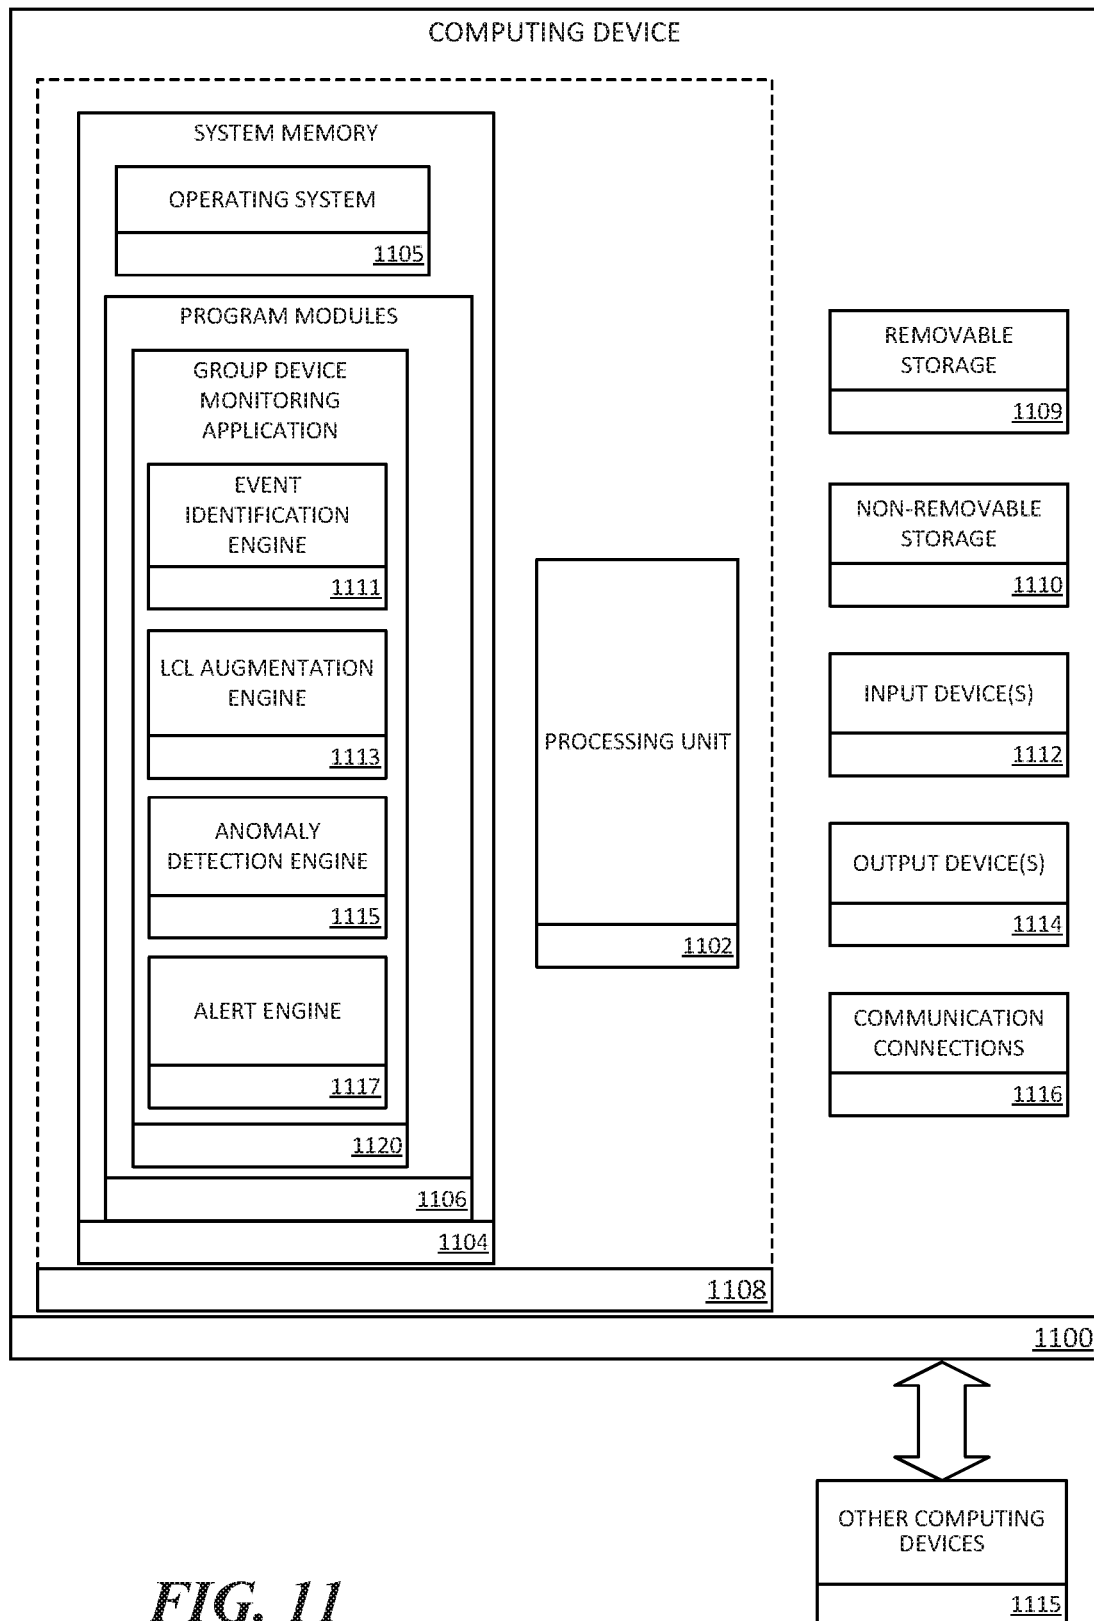 COMPUTING DEVICE
SYSTEM MEMORY
OPERATING SYSTEM
1105
PROGRAM MODULES
GROUP DEVICE
MONITORING
APPLICATION
EVENT
IDENTIFICATION
ENGINE
1111
LCL AUGMENTATION
ENGINE
1113
ANOMALY
DETECTION ENGINE
1115
ALERT ENGINE
1117
1120
1106
1104
PROCESSING UNIT
1102
1108
REMOVABLE
STORAGE
1109
NON-REMOVABLE
STORAGE
1110
INPUT DEVICE(S)
1112
OUTPUT DEVICE(S)
1114
COMMUNICATION
CONNECTIONS
1116
1100
OTHER COMPUTING
DEVICES
1115
FIG. 11